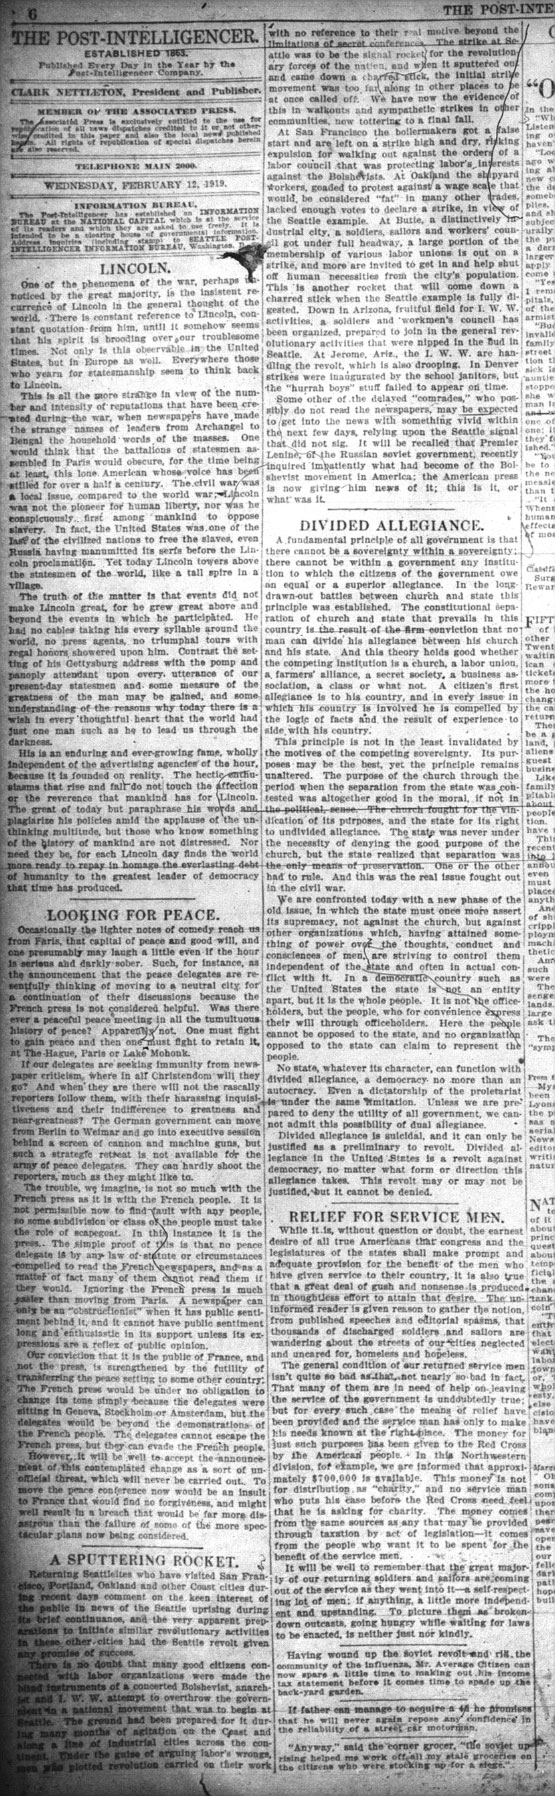 6
THE POST-INTE
THE POST-INTELLIGENCER.
ESTABLISHED 1863.
Published Every Day in the Year by the
Post-Intelligencer Company.
CLARK NETTLETON, President and Publisher.
MEMBER OF THE ASSOCIATED PRESS.
The Associated Press is exclusively entitled to the use for
republication of all news dispatches credited to it or not other-
wise credited in this paper and also the local news published
herein. All rights of republication of special dispatches herein
are also reserved.
TELEPHONE MAIN 2000.
WEDNESDAY, FEBRUARY 12, 1919.
INFORMATION BUREAU.
The Post-Intelligencer has established an INFORMATION
BUREAU at the NATIONAL CAPITAL which is at the service
of its readers and which they are asked to use freely. It is
intended to be a clearing house of governmental information.
Address inquiries (including stamp) to SEATTLE POST-
INTELLIGENCER INFORMATION BUREAU, Washington,
LINCOLN.
One of the phenomena of the war, perhaps un-
noticed by the great majority, is the insistent re-
currence of Lincoln in the general thought of the
world. There is constant reference to Lincoln, con-
stant quotation from him, until it somehow seems
that his spirit is brooding over our troublesome
times. Not only is this observable in the United
States, but in Europe as well. Everywhere those
who yearn for statesmanship seem to think back
to Lincoln.
This is all the more strange in view of the num-
ber and intensity of reputations that have been cre-
ated during the war, when newspapers have made
the strange names of leaders from Archangel to
Bengal the household words of the masses. One
would think that the battalions of statesmen as-
sembled in Paris would obscure, for the time being
at least, this lone American whose voice has been
stilled for over a half a century. The civil war was
a local issue, compared to the world war; Lincoln
was not the pioneer for human liberty, nor was he
conspicuously first among mankind to oppose
slavery. In fact, the United States was one of the
last of the civilized nations to free the slaves, even
Russia having manumitted its serfs before the Lin-
coln proclamation. Yet today Lincoln towers above
the statesmen of the world, like a tall spire in a
village.
The truth of the matter is that events did not
make Lincoln great, for he grew great above and
beyond the events in which he participated. He
had no cables taking his every syllable around the
world, no press agents, no triumphal tours with
regal honors showered upon him. Contrast the set-
ting of his Gettysburg address with the pomp and
panoply attendant upon every utterance of our
present-day statesmen and some measure of the
greatness of the man may be gained, and some
understanding of the reasons why today there is a
wish in every thoughtful heart that the world had
just one man such as he to lead us through the
darkness.
His is an enduring and ever-growing fame, wholly
independent of the advertising agencies of the hour,
because it is founded on reality. The hectic enthu-
siasms that rise and fall do not touch the affection
or the reverence that mankind has for Lincoln.
The great of today but paraphrase his words and
plagiarize his policies amid the applause of the un-
thinking multitude, but those who know something
of the history of mankind are not distressed. Nor
need they be, for each Lincoln day finds the world
more ready to repay in homage the everlasting debt
of humanity to the greatest leader of democracy
that time has produced.
LOOKING FOR PEACE.
Occasionally the lighter notes of comedy reach us
from Paris, that capital of peace and good will, and
one presumably may laugh a little even if the hour
is serious and darkly sober. Such, for instance, as
the announcement that the peace delegates are re-
sentfully thinking of moving to a neutral city for
a continuation of their discussions because the
French press is not considered helpful. Was there
ever a peaceful peace meeting in all the tumultuous
history of peace? Apparently not. One must fight
to gain peace and then one must fight to retain it,
at The Hague, Paris or Lake Mohonk.
If our delegates are seeking immunity from news-
paper criticism, where in all Christendom will they
go? And when they are there will not the rascally
reporters follow them, with their harassing inquisi-
tiveness and their indifference to greatness and
near-greatness? The German government can move
from Berlin to Weimar and go into executive session
behind a screen of cannon and machine guns, but
such a strategic retreat is not available for the
army of peace delegates. They can hardly shoot the
reporters, much as they might like to.
The trouble, we imagine, is not so much with the
French press as it is with the French people. It is
not permissible now to find fault with any people,
so some subdivision or class of the people must take
the role of scapegoat. In this instance it is the
press. The simple proof of this is that no peace
delegate is by any law of statute or circumstances
compelled to read the French newspapers, and as a
matter of fact many of them cannot read them if
they would. Ignoring the French press is much
easier than moving from Paris. A newspaper can
only be an "obstructionist" when it has public senti-
ment behind it, and it cannot have public sentiment
long and enthusiastic in its support unless its ex-
pressions are a reflex of public opinion.
Our conviction that it is the public of France, and
not the press, is strengthened by the futility of
transferring the peace setting to some other country.
The French press would be under no obligation to
change its tone simply because the delegates were
sitting in Geneva, Stockholm or Amsterdam, but the
delegates would be beyond the demonstrations of
the French people. The delegates cannot escape the
French press, but they can evade the French people.
However, it will be well to accept the announce-
ment of this contemplated change as a sort of un-
official threat, which will never be carried out. To
move the peace conference now would be an insult
to France that would find no forgiveness, and might
well result in a breach that would be far more dis-
astrous than the failure of some of the more spec-
tacular plans now being considered.
A SPUTTERING ROCKET.
Returning Seattleites who have visited San Fran-
cisco, Portland, Oakland and other Coast cities dur-
ing recent days comment on the keen interest of
the public in news of the Seattle uprising during
its brief continuance, and the very apparent prep-
arations to initiate similar revolutionary activities
in these other cities had the Seattle revolt given
any promise of success.
There is no doubt that many good citizens con-
nected with labor organizations were made the
blind instruments of a concerted Bolshevist, anarch-
ist and I. W. W. attempt to overthrow the govern-
ment in a national movement that was to begin at
Seattle. The ground had been prepared for it dur-
ing many months of agitation on the Coast and
along a line of industrial cities across the con-
tinent. Under the guise of arguing labor's wrongs,
men who plotted revolution carried on their work
with no reference to their real motive beyond the
limitations of secret conferences. The strike at Se-
attle was to be the signal rocket for the revolution-
ary forces of the nation, and when it sputtered out
and came down a charred stick, the initial strike
movement was too far along in other places to be
at once called off. We have now the evidence of
this in walkouts and sympathetic strikes in other
communities, now tottering to a final fall.
At San Francisco the boilermakers got a false
start and are left on a strike high and dry, risking
expulsion for walking out against the orders of a
labor council that was protecting labor's interests
against the Bolshevists. At Oakland the shipyard
workers, goaded to protest against a wage scale that
would be considered "fat" in many other trades,
lacked enough votes to declare a strike, in view of
the Seattle example. At Butte, a distinctively in-
dustrial city, a soldiers, sailors and workers' coun-
cil got under full headway, a large portion of the
membership of various labor unions is out on a
strike, and more are invited to get in and help shut
off human necessities from the city's population.
This is another rocket that will come down a
charred stick when the Seattle example is fully di-
gested. Down in Arizona, fruitful field for I. W. W.
activities, a soldiers' and workmen's council has
been organized, prepared to join in the general rev-
olutionary activities that were nipped in the bud in
Seattle. At Jerome, Ariz., the I. W. W. are han-
dling the revolt, which is also drooping. In Denver
strikes were inaugurated by the school janitors, but
the "hurrah boys" stuff failed to appear on time.
Some other of the delayed "comrades," who pos-
sibly do not read the newspapers, may be expected
to get into the news with something vivid within
the next few days, relying upon the Seattle signal
that did not sig. It will be recalled that Premier
Lenine, of the Russian soviet government, recently
inquired impatiently what had become of the Bol-
shevist movement in America; the American press
is now giving him news of it; this is it, or
what was it.
DIVIDED ALLEGIANCE.
A fundamental principle of all government is that
there cannot be a sovereignty within a sovereignty;
there cannot be within a government any institu-
tion to which the citizens of the government owe
an equal or a superior allegiance. In the long-
drawn-out battles between church and state this
principle was established. The constitutional sepa-
ration of church and state that prevails in this
country is the result of the firm conviction that no
man can divide his allegiance between his church
and his state. And this theory holds good whether
the competing institution is a church, a labor union,
a farmers' alliance, a secret society, a business as-
sociation, a class or what not. A citizen's first
allegiance is to his country, and in every issue in
which his country is involved he is compelled by
the logic of facts and the result of experience to
side with his country.
This principle is not in the least invalidated by
the motives of the competing sovereignty. Its pur-
poses may be the best, yet the principle remains
unaltered. The purpose of the church through the
period when the separation from the state was con-
tested was altogether good in the moral, if not in
the political, sense. The church fought for the vin-
dication of its purposes, and the state for its right
to undivided allegiance. The state was never under
the necessity of denying the good purpose of the
church, but the state realized that separation was
the only means of preservation. One or the other
had to rule. And this was the real issue fought out
in the civil war.
We are confronted today with a new phase of the
old issue, in which the state must once more assert
its supremacy, not against the church, but against
other organizations which, having attained some-
thing of power over the thoughts, conduct and
consciences of men, are striving to control them
independent of the state and often in actual con-
flict with it. In a democratic country such as
the United States the state is not an entity
apart, but it is the whole people. It is not the office-
holders, but the people, who for convenience express
their will through officeholders. Here the people
cannot be opposed to the state, and no organization
opposed to the state can claim to represent the
people.
No state, whatever its character, can function with
divided allegiance, a democracy no more than an
autocracy. Even a dictatorship of the proletariat
is under the same limitation. Unless we are pre-
pared to deny the utility of all government, we can-
not admit this possibility of dual allegiance.
Divided allegiance is suicidal, and it can only be
justified as a preliminary to revolt. Divided al-
legiance in the United States is a revolt against
democracy, no matter what form or direction this
allegiance takes. This revolt may or may not be
justified, but it cannot be denied.
RELIEF FOR SERVICE MEN.
While it is, without question or doubt, the earnest
desire of all true Americans that congress and the
legislatures of the states shall make prompt and
adequate provision for the benefit of the men who
have given service to their country, it is also true
that a great deal of gush and nonsense is produced
in thoughtless effort to attain that desire. The un-
informed reader is given reason to gather the notion,
from published speeches and editorial spasms, that
thousands of discharged soldiers and sailors are
wandering about the streets of our cities neglected
and uncared for, homeless and hopeless.
The general condition of our returned service men
isn't quite so bad as that, not nearly so bad in fact.
That many of them are in need of help on leaving
the service of the government is undoubtedly true;
but for every such case the means of relief have
been provided and the service man has only to make
his needs known at the right place. The money for
just such purposes has been given to the Red Cross
by the American people. In this Northwestern
division, for example, we are informed that approxi-
mately $700,000 is available. This money is not
for distribution as "charity," and no service man
who puts his case before the Red Cross need feel
that he is asking for charity. The money comes
from the same sources as any that may be provided
through taxation by act of legislation—it comes
from the people who want it to be spent for the
benefit of the service men.
It will be well to remember that the great major-
ity of our returning soldiers and sailors are coming
out of the service as they went into it—a self-respect-
ing lot of men; if anything, a little more independ-
ent and upstanding. To picture them as broken-
down outcasts, going hungry while waiting for laws
to be enacted, is neither just nor kindly.
Having wound up the soviet revolt and rid the
community of the influenza, Mr. Average Citizen can
now spare a little time to making out his income
tax statement before it comes time to spade up the
back-yard garden.
If father can manage to acquire a 48 he promises
that he will never again repose any confidence in
the reliability of a street car motorman.
"Anyway," said the corner grocer, "the soviet up-
rising helped me work off all my stale groceries on
the citizens who were stocking up for a siege."